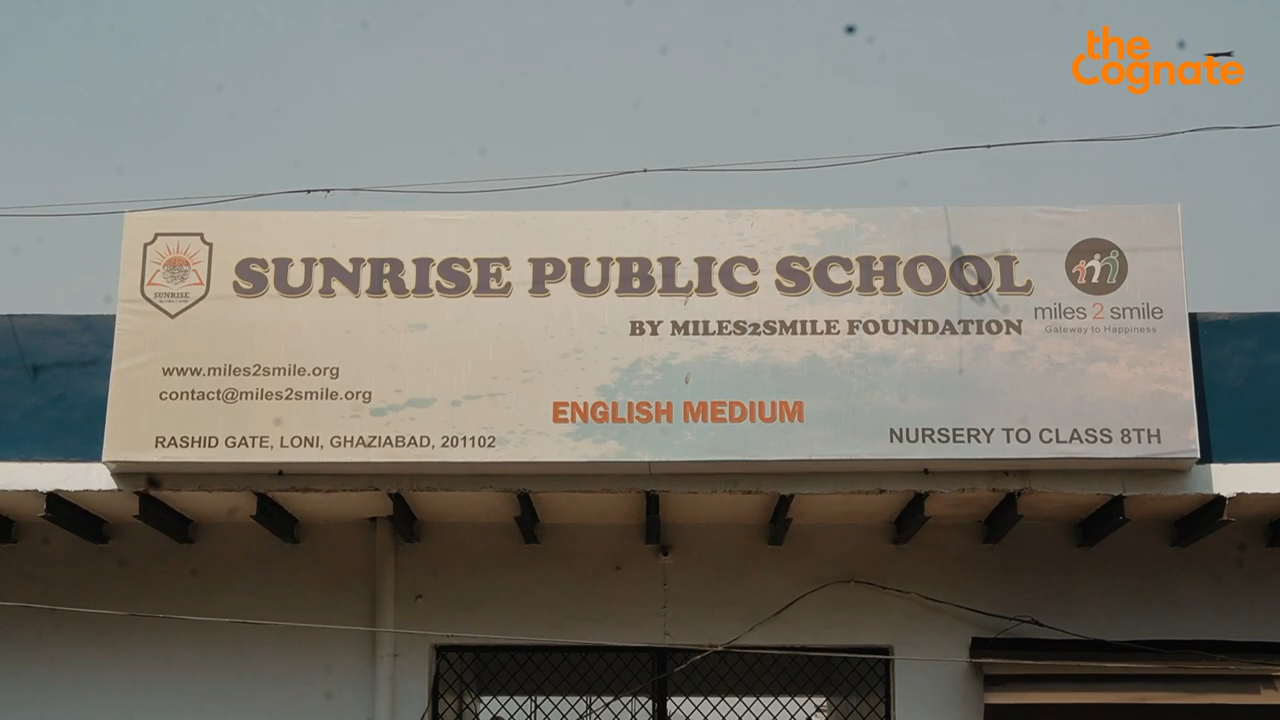 the
Cognate
SUNRISE PUBLIC SCHOOL
BY MILES2SMILE FOUNDATION
SUNRISE
miles 2 smile
Gateway to Happiness
www.miles2smile.org
contact@miles2smile.org
ENGLISH MEDIUM
RASHID GATE, LONI, GHAZIABAD, 201102
NURSERY TO CLASS 8TH